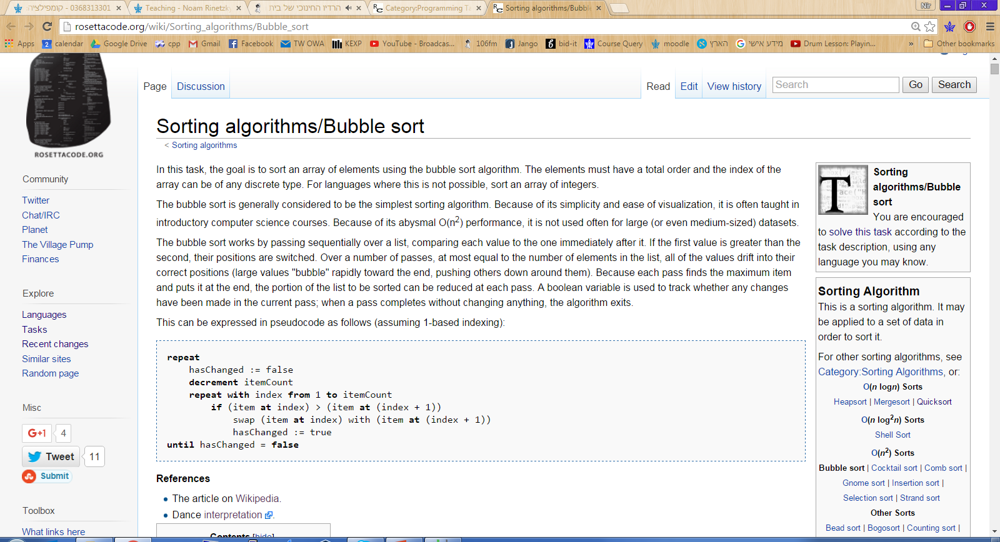 קומפילציה - 0368313301
Teaching - Noam Rinetzky
הרדיו החינוכי של בית
Category:Programming Ta
Sorting algorithms/Bubble
Nir
rosettacode.org/wiki/Sorting_algorithms/Bubble_sort
Apps
2 calendar
Google Drive
cpp
Gmail
Facebook
TW OWA
KEXP
YouTube - Broadcas...
106fm
Jango
bid-it
Course Query
moodle
הארץ
מידע אישי
Drum Lesson: Playin...
»
Other bookmarks
ROSETTACODE.ORG
Community
Twitter
Chat/IRC
Planet
The Village Pump
Finances
Explore
Languages
Tasks
Recent changes
Similar sites
Random page
Misc
G+1 4
Tweet 11
Submit
Toolbox
What links here
Page Discussion
Read Edit View history
Search Go Search
Sorting algorithms/Bubble sort
< Sorting algorithms
In this task, the goal is to sort an array of elements using the bubble sort algorithm. The elements must have a total order and the index of the
array can be of any discrete type. For languages where this is not possible, sort an array of integers.
The bubble sort is generally considered to be the simplest sorting algorithm. Because of its simplicity and ease of visualization, it is often taught in
introductory computer science courses. Because of its abysmal O(n²) performance, it is not used often for large (or even medium-sized) datasets.
The bubble sort works by passing sequentially over a list, comparing each value to the one immediately after it. If the first value is greater than the
second, their positions are switched. Over a number of passes, at most equal to the number of elements in the list, all of the values drift into their
correct positions (large values "bubble" rapidly toward the end, pushing others down around them). Because each pass finds the maximum item
and puts it at the end, the portion of the list to be sorted can be reduced at each pass. A boolean variable is used to track whether any changes
have been made in the current pass; when a pass completes without changing anything, the algorithm exits.
This can be expressed in pseudocode as follows (assuming 1-based indexing):
repeat
hasChanged := false
decrement itemCount
repeat with index from 1 to itemCount
if (item at index) > (item at (index + 1))
swap (item at index) with (item at (index + 1))
hasChanged := true
until hasChanged = false
References
The article on Wikipedia.
Dance interpretation.
Contents [hide]
T
Sorting
algorithms/Bubble
sort
You are encouraged
to solve this task according to the
task description, using any
language you may know.
Sorting Algorithm
This is a sorting algorithm. It may
be applied to a set of data in
order to sort it.
For other sorting algorithms, see
Category:Sorting Algorithms, or:
O(n logn) Sorts
Heapsort | Mergesort | Quicksort
O(n log²n) Sorts
Shell Sort
O(n²) Sorts
Bubble sort | Cocktail sort | Comb sort |
Gnome sort | Insertion sort |
Selection sort | Strand sort
Other Sorts
Bead sort | Bogosort | Counting sort |